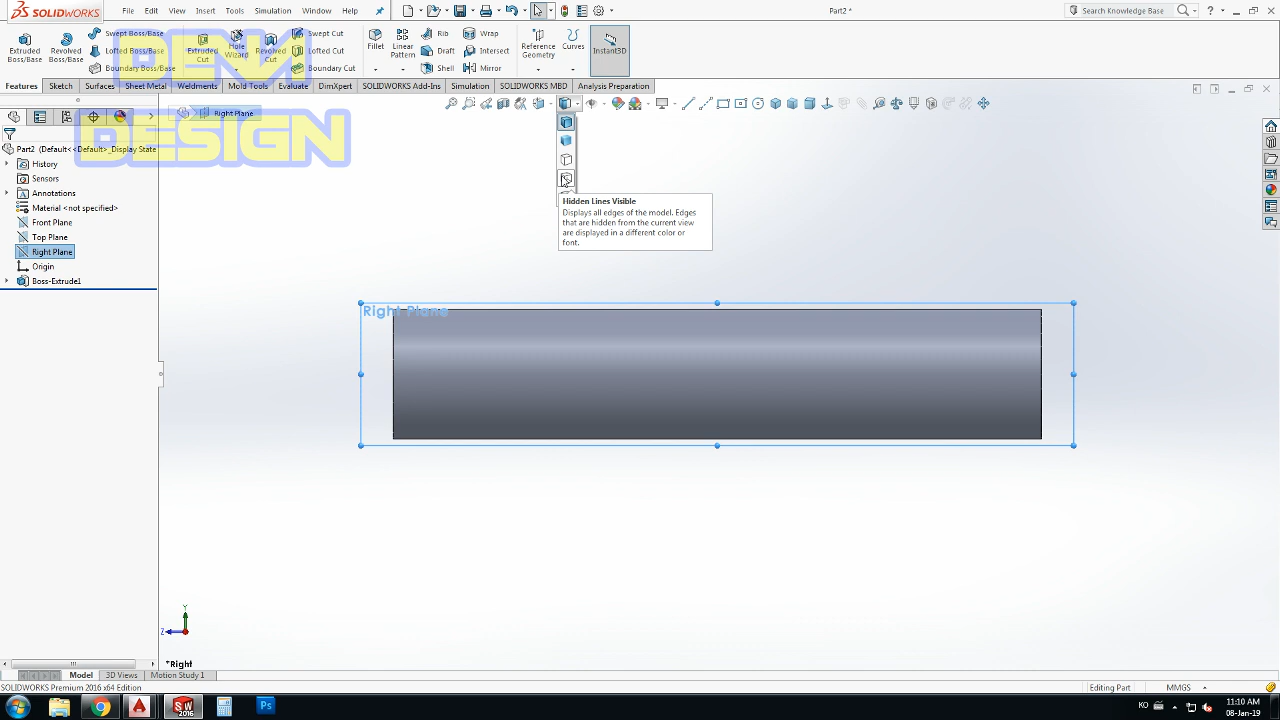 SOLIDWORKS
File Edit View Insert Tools Simulation Window Help
Part2 *
Search Knowledge Base
Extruded Boss/Base
Revolved Boss/Base
Swept Boss/Base
Lofted Boss/Base
Boundary Boss/Base
Extruded Cut
Hole Wizard
Revolved Cut
Swept Cut
Lofted Cut
Boundary Cut
Fillet
Linear Pattern
Rib
Draft
Shell
Wrap
Intersect
Mirror
Reference Geometry
Curves
Instant3D
DENA
DESIGN
Features Sketch Surfaces Sheet Metal Weldments Mold Tools Evaluate DimXpert SOLIDWORKS Add-Ins Simulation SOLIDWORKS MBD Analysis Preparation
Right Plane
Part2 (Default<<Default>_Display State
History
Sensors
Annotations
Material <not specified>
Front Plane
Top Plane
Right Plane
Origin
Boss-Extrude1
Hidden Lines Visible
Displays all edges of the model. Edges
that are hidden from the current view
are displayed in a different color or
font.
Right Plane
Y
Z
*Right
Model 3D Views Motion Study 1
SOLIDWORKS Premium 2016 x64 Edition
Editing Part
MMGS
SW
2016
Ps
KO
11:10 AM
08-Jan-19